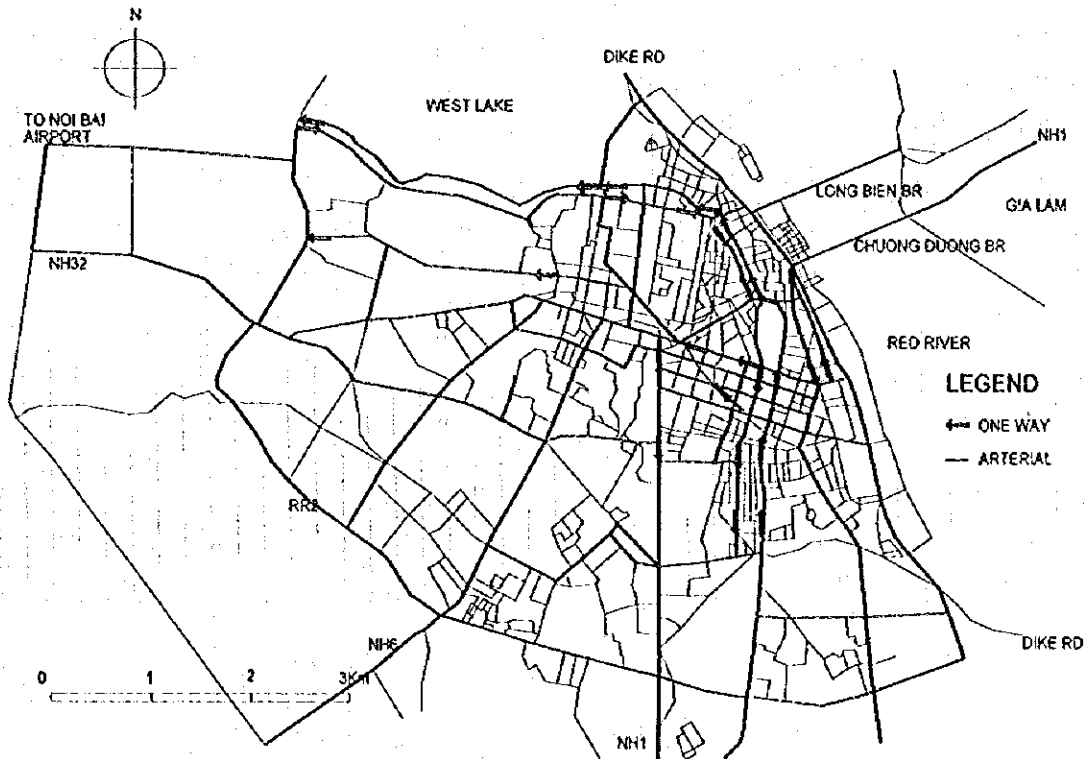 N
DIKE RD
WEST LAKE
TO NOI BAI
AIRPORT
NH1
LONG BIEN BR
GIA LAM
CHUONG DUONG BR
NH32
RED RIVER
LEGEND
ONE WAY
ARTERIAL
RR2
NH6
DIKE RD
0 1 2 3Km
NH1